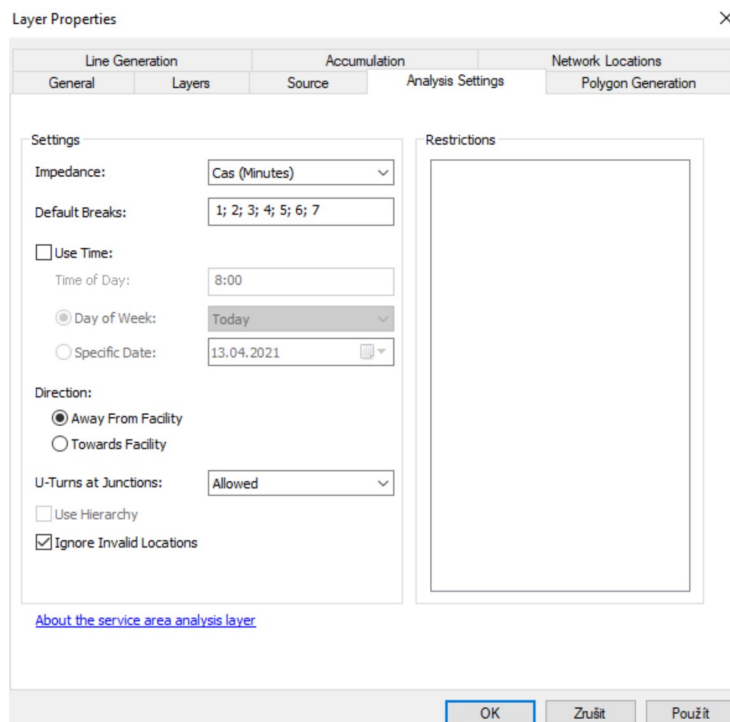 Layer Properties
Line Generation Accumulation Network Locations
General Layers Source Analysis Settings Polygon Generation
Settings
Impedance: Cas (Minutes)
Default Breaks: 1; 2; 3; 4; 5; 6; 7
Use Time:
Time of Day: 8:00
Day of Week: Today
Specific Date: 13.04.2021
Direction:
Away From Facility
Towards Facility
U-Turns at Junctions: Allowed
Use Hierarchy
Ignore Invalid Locations
Restrictions
About the service area analysis layer
OK Zrušit Použít